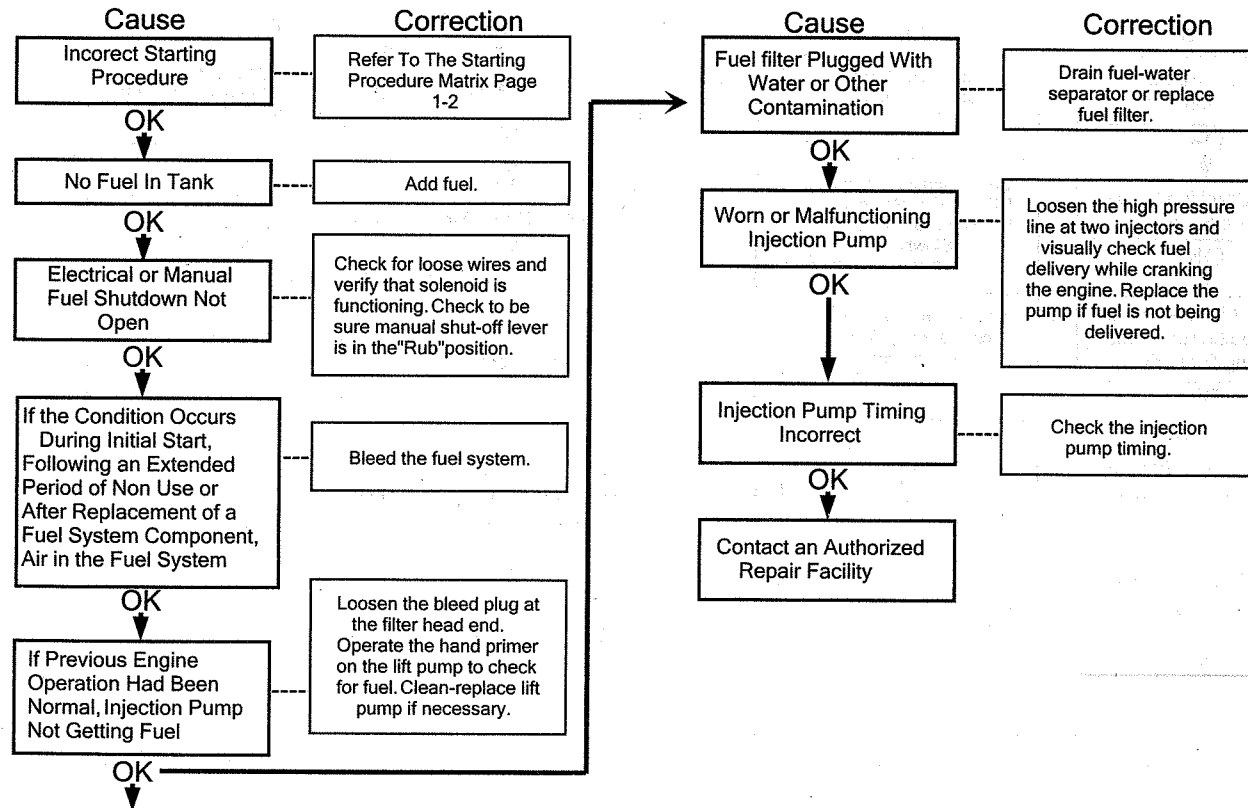 Cause
Correction
Incorect Starting
Procedure
Refer To The Starting
Procedure Matrix Page
1-2
OK
No Fuel In Tank
Add fuel.
OK
Electrical or Manual
Fuel Shutdown Not
Open
Check for loose wires and
verify that solenoid is
functioning. Check to be
sure manual shut-off lever
is in the "Rub" position.
OK
If the Condition Occurs
During Initial Start,
Following an Extended
Period of Non Use or
After Replacement of a
Fuel System Component,
Air in the Fuel System
Bleed the fuel system.
OK
If Previous Engine
Operation Had Been
Normal, Injection Pump
Not Getting Fuel
Loosen the bleed plug at
the filter head end.
Operate the hand primer
on the lift pump to check
for fuel. Clean-replace lift
pump if necessary.
OK
Cause
Correction
Fuel filter Plugged With
Water or Other
Contamination
Drain fuel-water
separator or replace
fuel filter.
OK
Worn or Malfunctioning
Injection Pump
Loosen the high pressure
line at two injectors and
visually check fuel
delivery while cranking
the engine. Replace the
pump if fuel is not being
delivered.
OK
Injection Pump Timing
Incorrect
Check the injection
pump timing.
OK
Contact an Authorized
Repair Facility